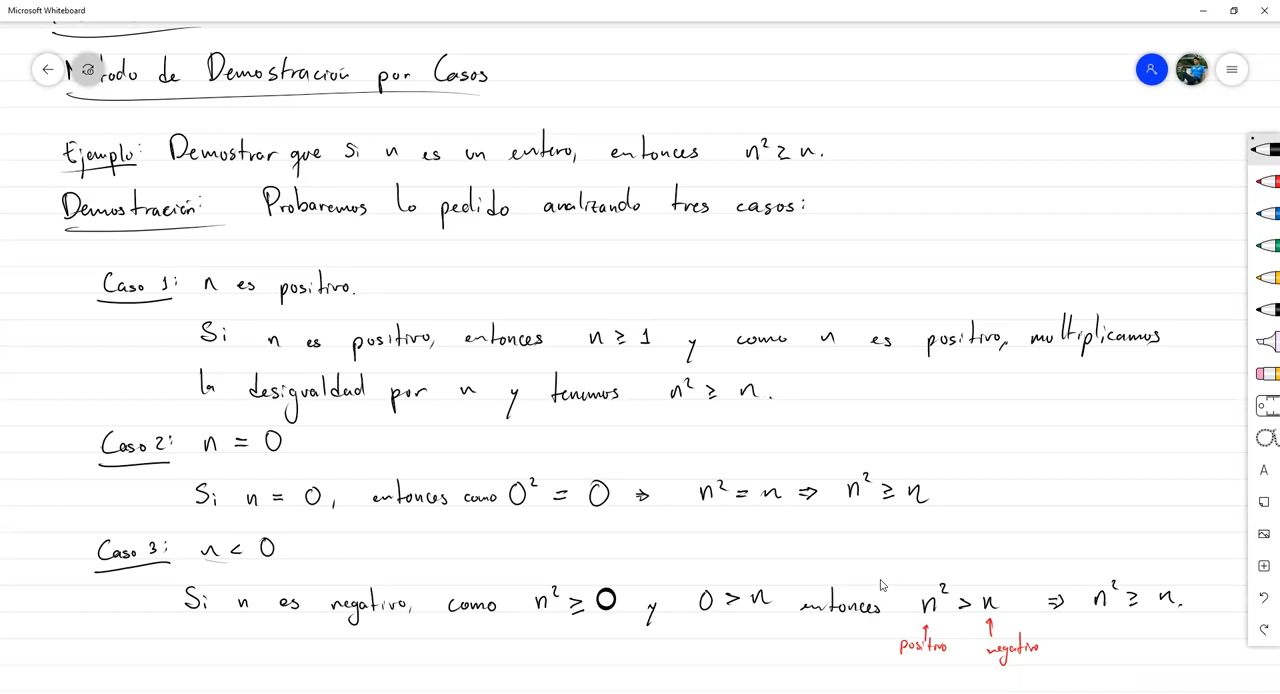 Microsoft Whiteboard
Método de Demostración por Casos
Ejemplo: Demostrar que si n es un entero, entonces n² ≥ n.
Demostración: Probaremos lo pedido analizando tres casos:
Caso 1: n es positivo.
Si n es positivo, entonces n ≥ 1 y como n es positivo, multiplicamos
la desigualdad por n y tenemos n² ≥ n.
Caso 2: n = 0
Si n = 0, entonces como 0² = 0 ⇒ n² = n ⇒ n² ≥ n
Caso 3: n < 0
Si n es negativo, como n² ≥ 0 y 0 > n entonces n² > n ⇒ n² ≥ n.
positivo negativo